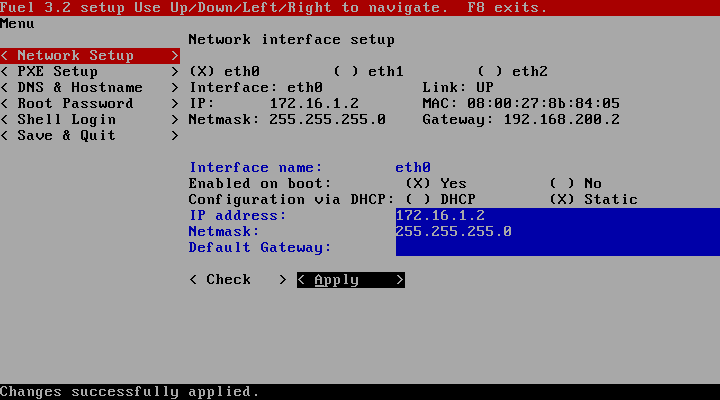 Fuel 3.2 setup Use Up/Down/Left/Right to navigate.  F8 exits.
Menu
Network interface setup
< Network Setup    >
< PXE Setup        > (X) eth0        ( ) eth1        ( ) eth2
< DNS & Hostname   > Interface: eth0           Link: UP
< Root Password    > IP:      172.16.1.2       MAC: 08:00:27:8b:84:05
< Shell Login      > Netmask: 255.255.255.0    Gateway: 192.168.200.2
< Save & Quit      >
Interface name:        eth0
Enabled on boot:        (X) Yes         ( ) No
Configuration via DHCP: ( ) DHCP        (X) Static
IP address:            172.16.1.2
Netmask:               255.255.255.0
Default Gateway:
< Check   > < Apply    >
Changes successfully applied.